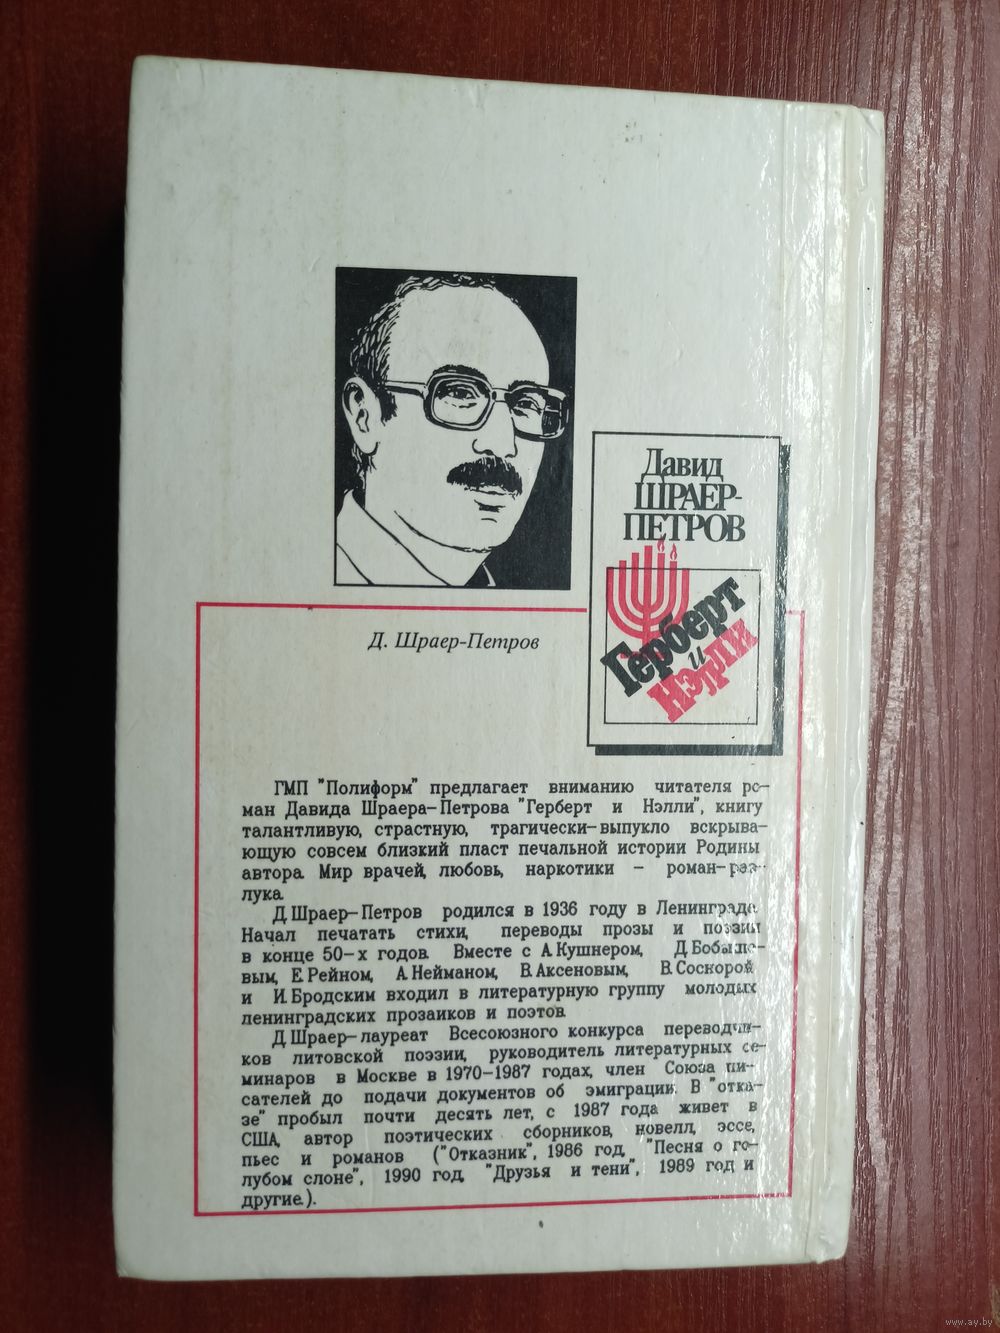 Давид
ШРАЕР-
ПЕТРОВ
Герберт
и
Нэлли
Д. Шраер-Петров
ГМП "Полиформ" предлагает вниманию читателя ро-
ман Давида Шраера-Петрова "Герберт и Нэлли", книгу
талантливую, страстную, трагически-выпукло вскрыва-
ющую совсем близкий пласт печальной истории Родины
автора. Мир врачей, любовь, наркотики - роман-раз-
лука.
Д.Шраер-Петров родился в 1936 году в Ленинграде.
Начал печатать стихи, переводы прозы и поэзии
в конце 50-х годов. Вместе с А.Кушнером, Д.Бобыше-
вым, Е.Рейном, А.Нейманом, В.Аксеновым, В.Соснорой
и И.Бродским входил в литературную группу молодых
ленинградских прозаиков и поэтов.
Д.Шраер-лауреат Всесоюзного конкурса переводчи-
ков литовской поэзии, руководитель литературных се-
минаров в Москве в 1970-1987 годах, член Союза пи-
сателей до подачи документов об эмиграции. В "отка-
зе" пробыл почти десять лет, с 1987 года живет в
США, автор поэтических сборников, новелл, эссе,
пьес и романов ("Отказник", 1986 год, "Песня о го-
лубом слоне", 1990 год, "Друзья и тени", 1989 год и
другие.).
www.ay.by